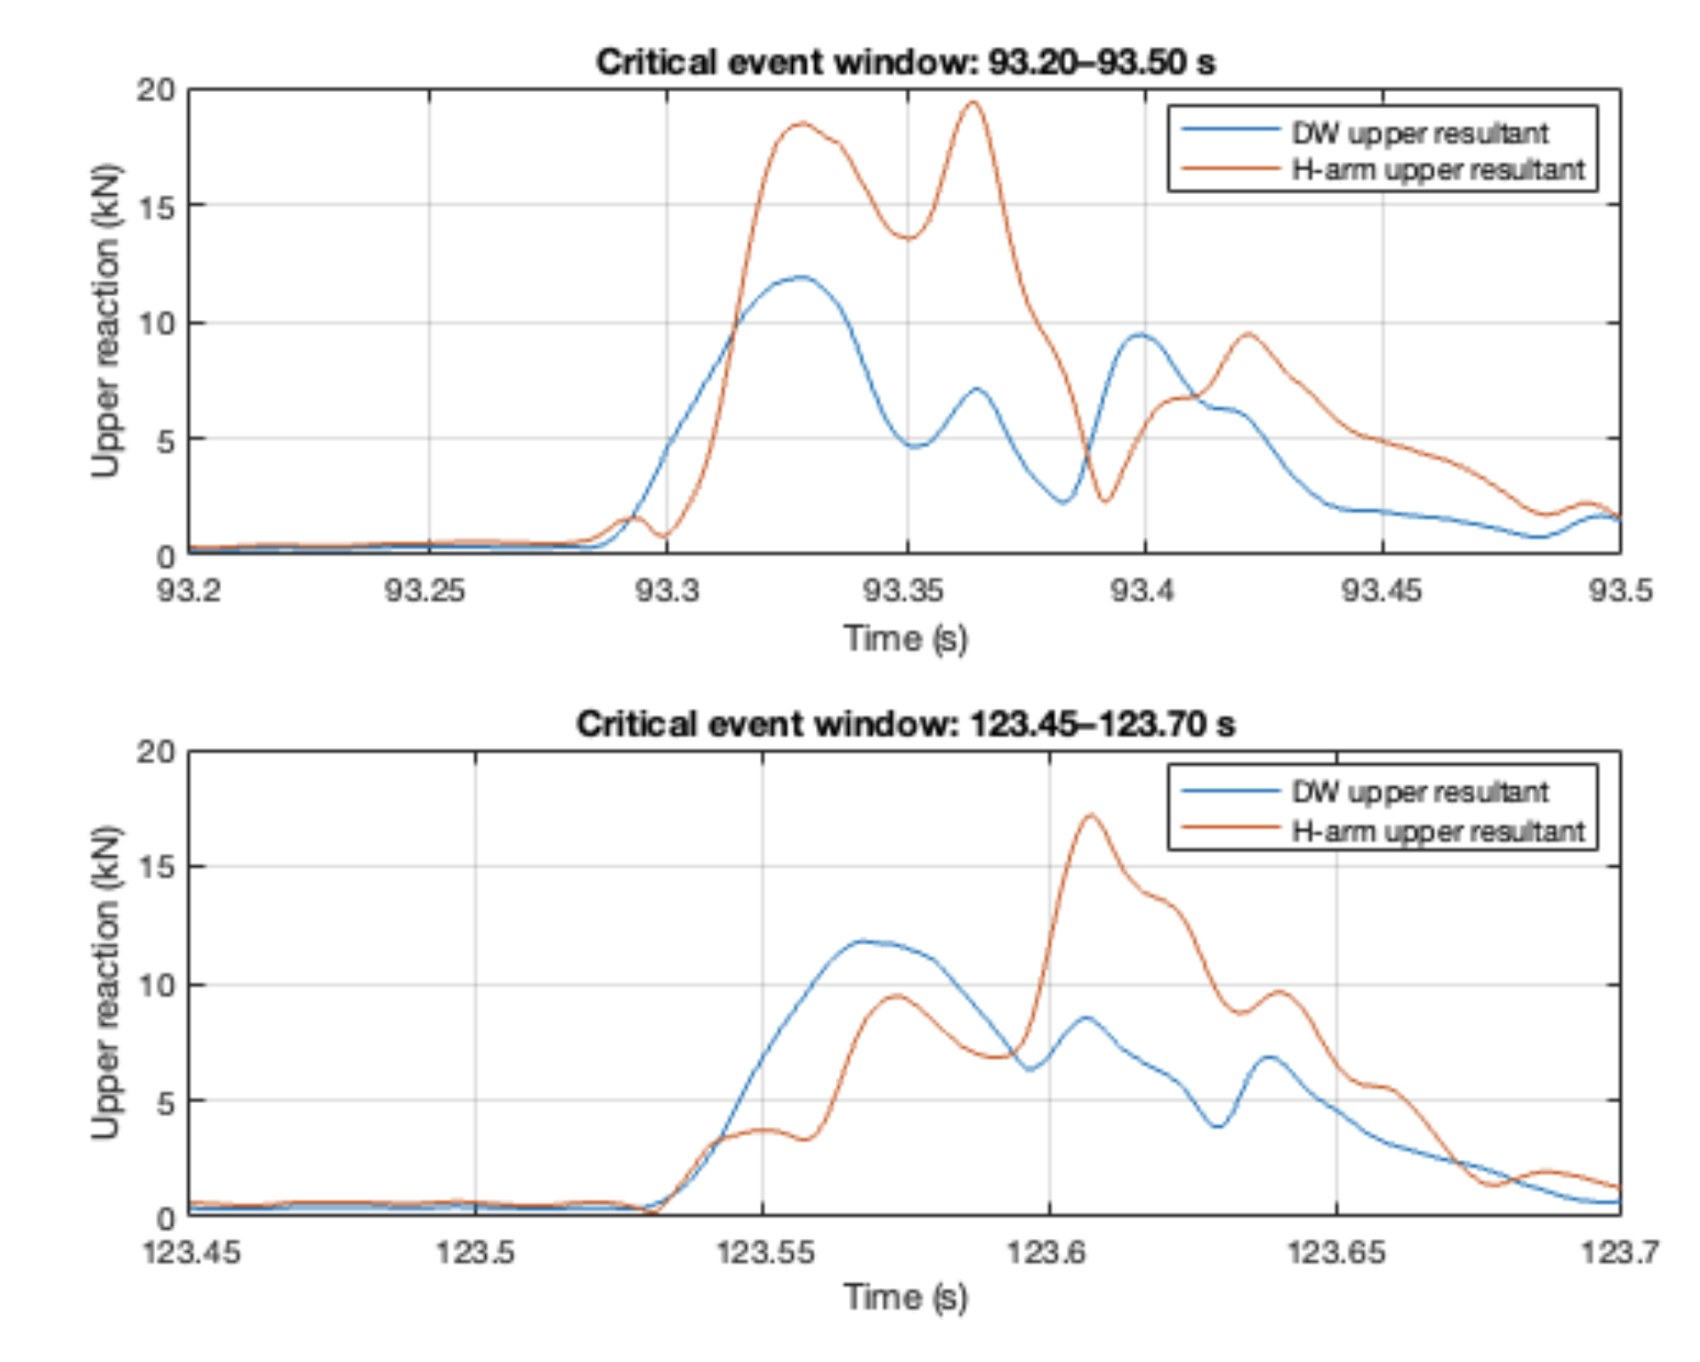 Critical event window: 93.20–93.50 s
20
15
10
5
0
Upper reaction (kN)
DW upper resultant
H-arm upper resultant
93.2 93.25 93.3 93.35 93.4 93.45 93.5
Time (s)
Critical event window: 123.45–123.70 s
20
15
10
5
0
Upper reaction (kN)
DW upper resultant
H-arm upper resultant
123.45 123.5 123.55 123.6 123.65 123.7
Time (s)